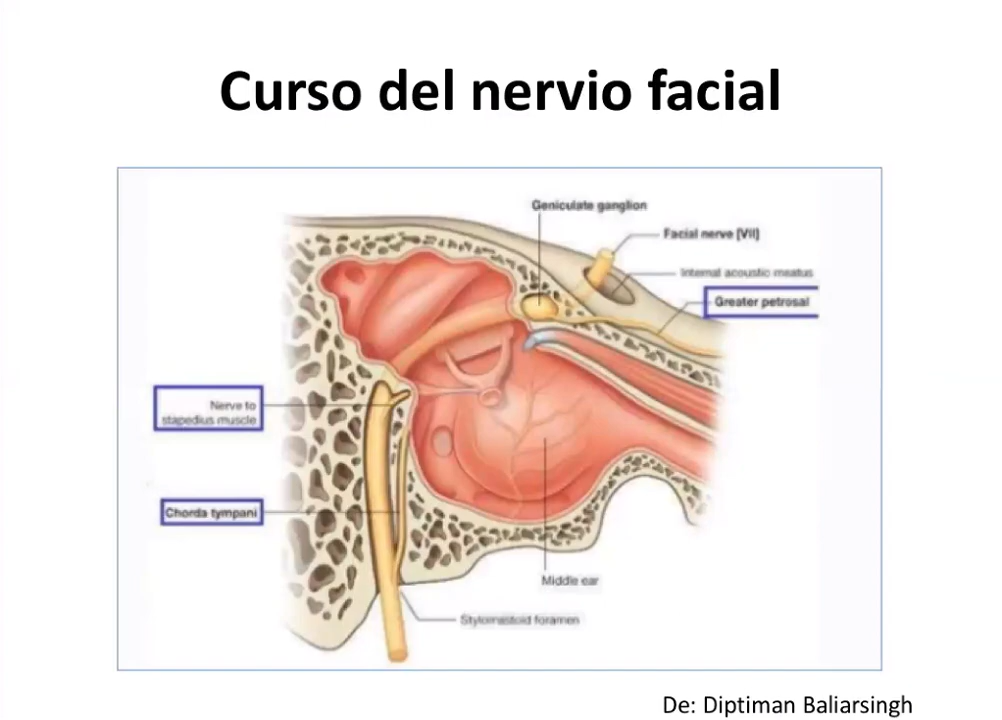 Curso del nervio facial
Geniculate ganglion
Facial nerve [VII]
Internal acoustic meatus
Greater petrosal
Nerve to
stapedius muscle
Chorda tympani
Middle ear
Stylomastoid foramen
De: Diptiman Baliarsingh